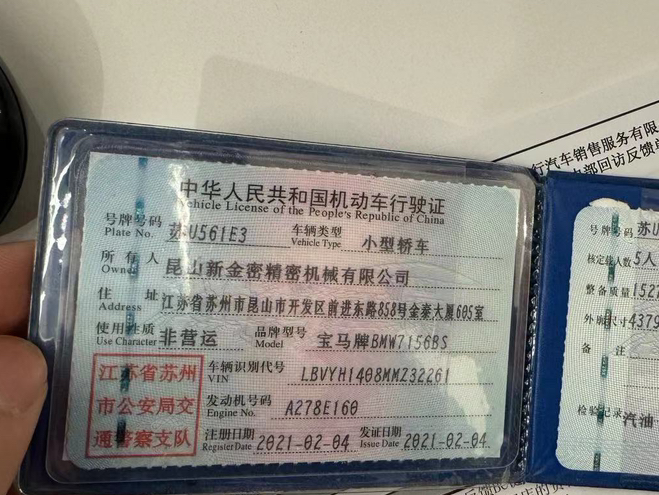 中华人民共和国机动车行驶证
Vehicle License of the People's Republic of China
号牌号码 苏U561E3 车辆类型 小型轿车
Plate No. Vehicle Type
所有人 昆山新金密精密机械有限公司
Owner
住址 江苏省苏州市昆山市开发区前进东路858号金泰大厦605室
Address
使用性质 非营运 品牌型号 宝马牌BMW7156BS
Use Character Model
江苏省苏州
市公安局交
通警察支队
车辆识别代号 LBVYH1408MMZ32261
VIN
发动机号码 A278E160
Engine No.
注册日期 2021-02-04 发证日期 2021-02-04
Register Date Issue Date
行汽车销售服务有限
部回访反馈单
号牌号码 苏U
核定载人数 5人
整备质量 152
外廓尺寸 4379
备注
检验记录 汽油